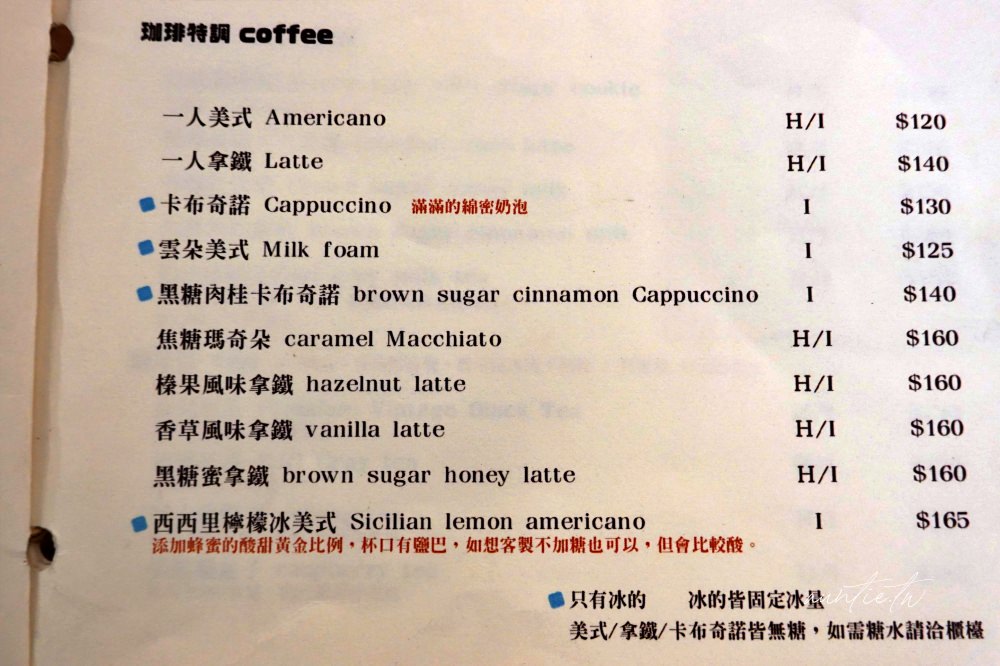 珈琲特調 coffee
一人美式 Americano H/I $120
一人拿鐵 Latte H/I $140
卡布奇諾 Cappuccino 滿滿的綿密奶泡 I $130
雲朵美式 Milk foam I $125
黑糖肉桂卡布奇諾 brown sugar cinnamon Cappuccino I $140
焦糖瑪奇朵 caramel Macchiato H/I $160
榛果風味拿鐵 hazelnut latte H/I $160
香草風味拿鐵 vanilla latte H/I $160
黑糖蜜拿鐵 brown sugar honey latte H/I $160
西西里檸檬冰美式 Sicilian lemon americano I $165
添加蜂蜜的酸甜黃金比例，杯口有鹽巴，如想客製不加糖也可以，但會比較酸。
只有冰的 冰的皆固定冰量
美式/拿鐵/卡布奇諾皆無糖，如需糖水請洽櫃檯
auntie.tw